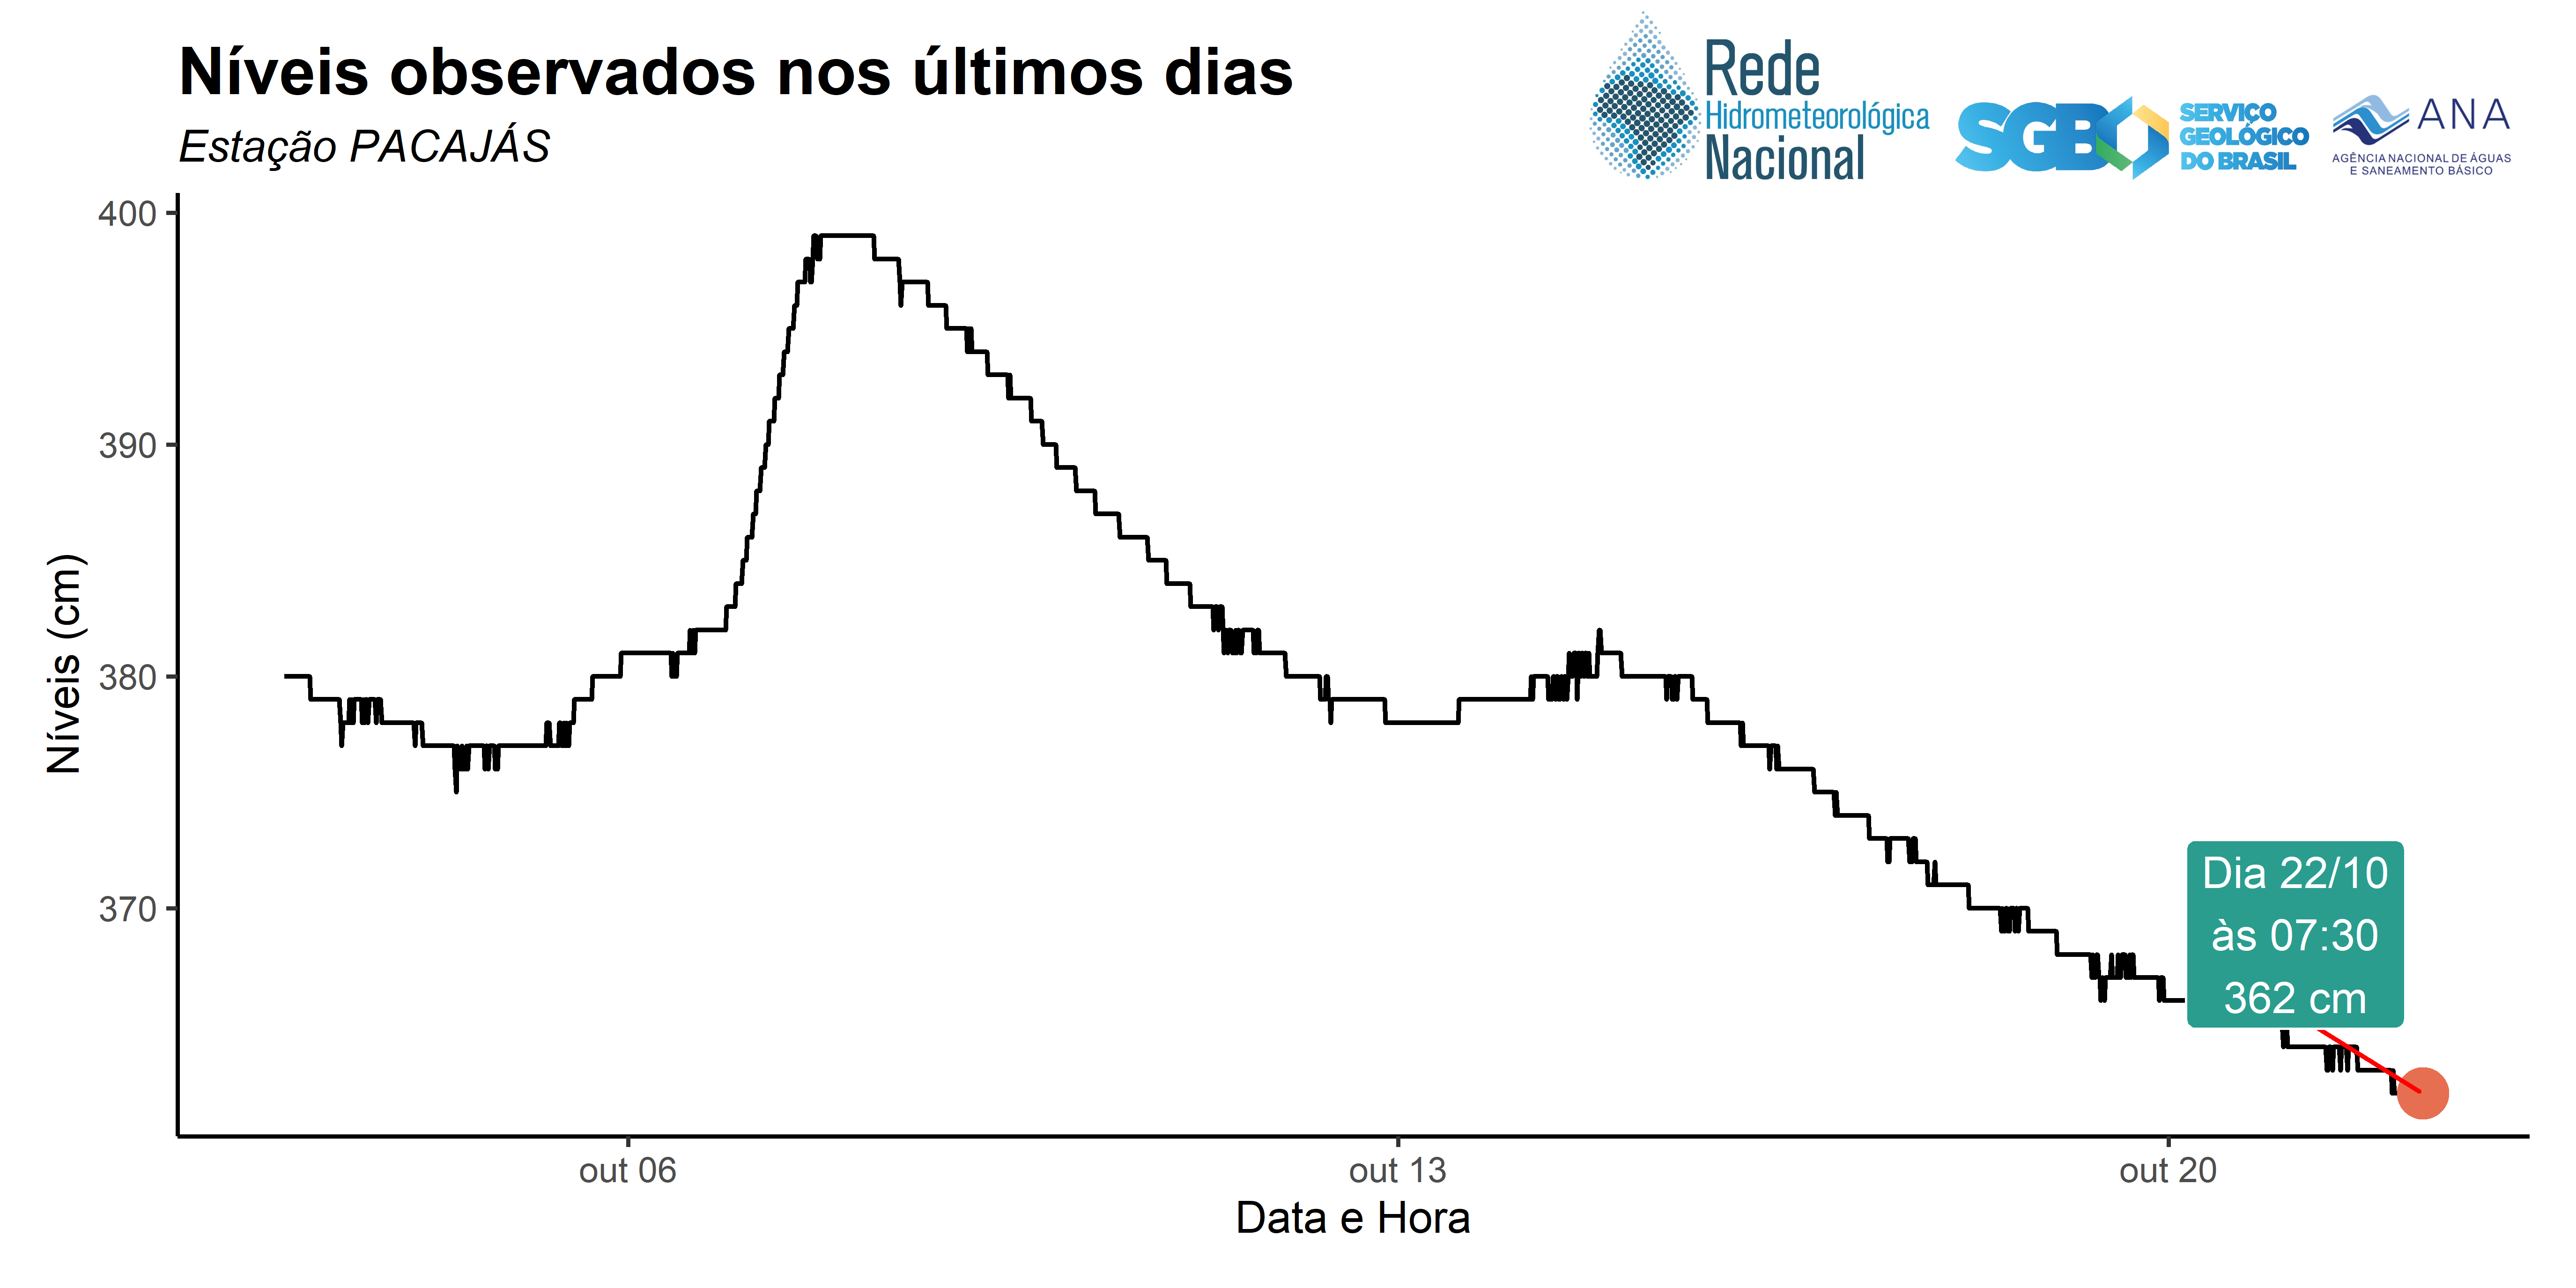 Níveis observados nos últimos dias
Estação PACAJÁS
Rede
Hidrometeorológica
Nacional
SGB
SERVIÇO
GEOLÓGICO
DO BRASIL
ANA
AGÊNCIA NACIONAL DE ÁGUAS
E SANEAMENTO BÁSICO
400
390
380
370
Níveis (cm)
Dia 22/10
às 07:30
362 cm
out 06
out 13
out 20
Data e Hora